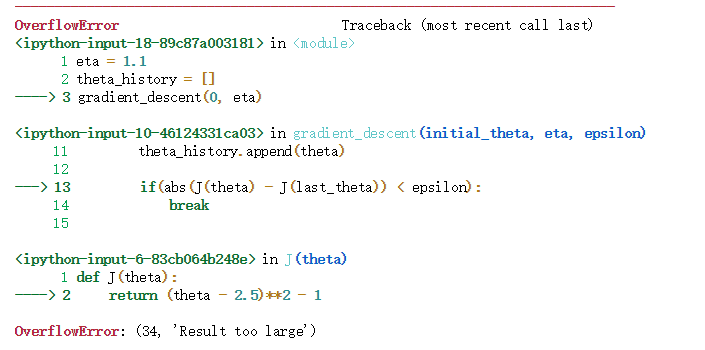 OverflowError                             Traceback (most recent call last)
<ipython-input-18-89c87a003181> in <module>
      1 eta = 1.1
      2 theta_history = []
----> 3 gradient_descent(0, eta)
<ipython-input-10-46124331ca03> in gradient_descent(initial_theta, eta, epsilon)
     11         theta_history.append(theta)
     12
---> 13         if(abs(J(theta) - J(last_theta)) < epsilon):
     14             break
     15
<ipython-input-6-83cb064b248e> in J(theta)
      1 def J(theta):
----> 2     return (theta - 2.5)**2 - 1
OverflowError: (34, 'Result too large')